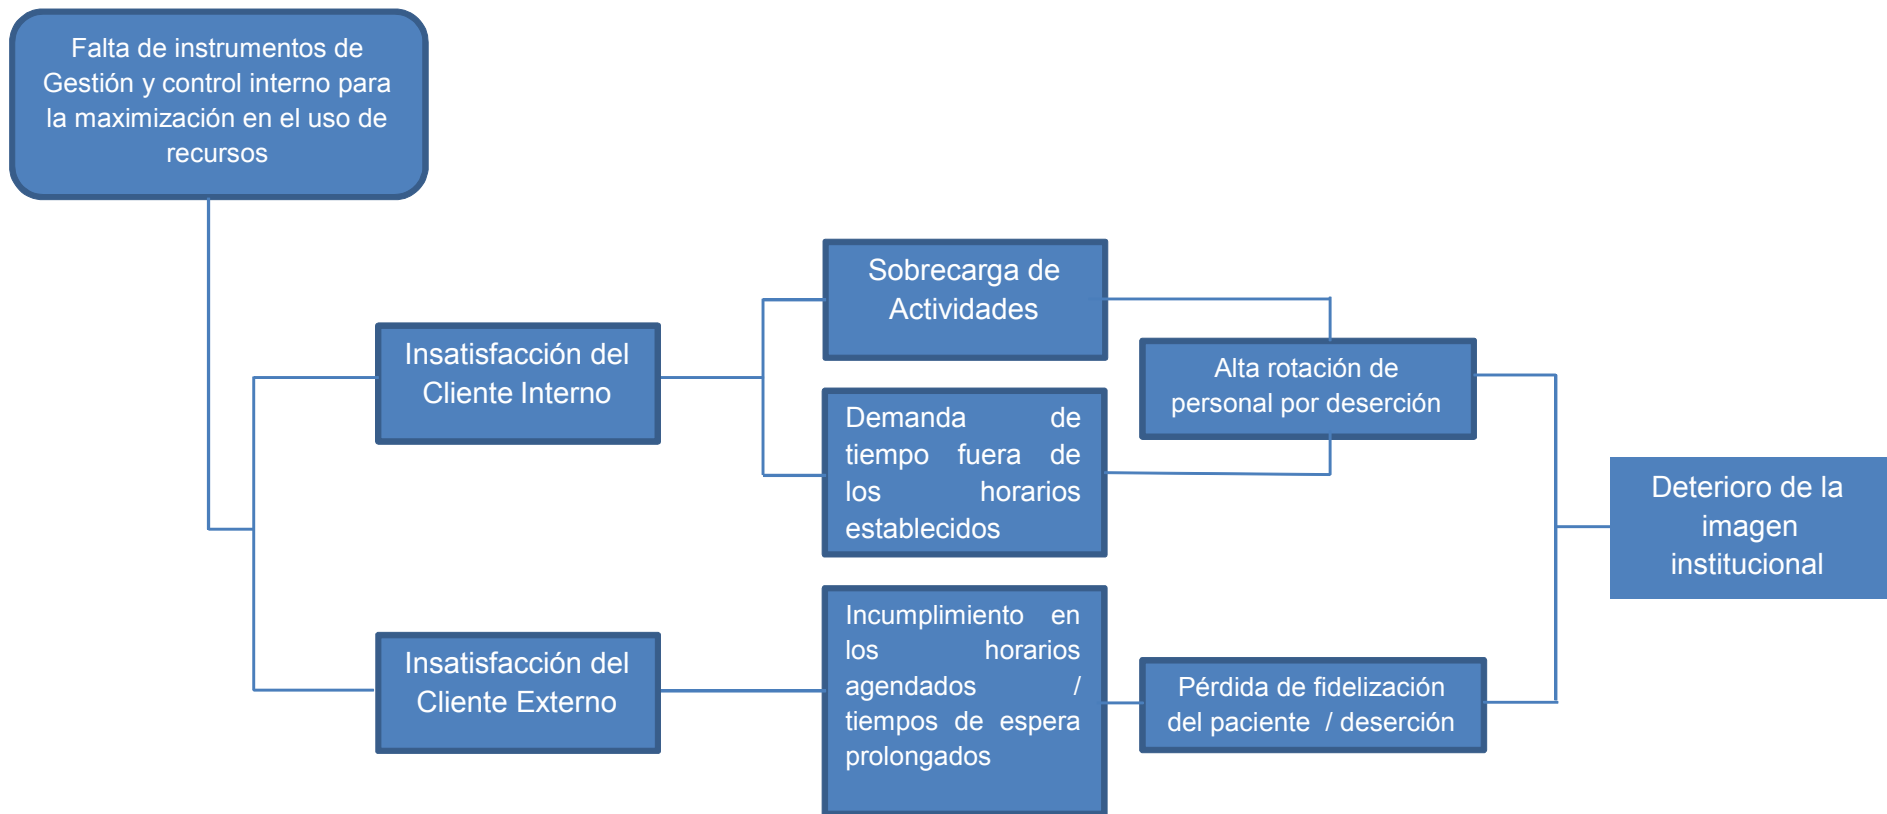 Falta de instrumentos de
Gestión y control interno para
la maximización en el uso de
recursos
Insatisfacción del
Cliente Interno
Insatisfacción del
Cliente Externo
Sobrecarga de
Actividades
Demanda de
tiempo fuera de
los horarios
establecidos
Incumplimiento en
los horarios
agendados /
tiempos de espera
prolongados
Alta rotación de
personal por deserción
Pérdida de fidelización
del paciente / deserción
Deterioro de la
imagen
institucional